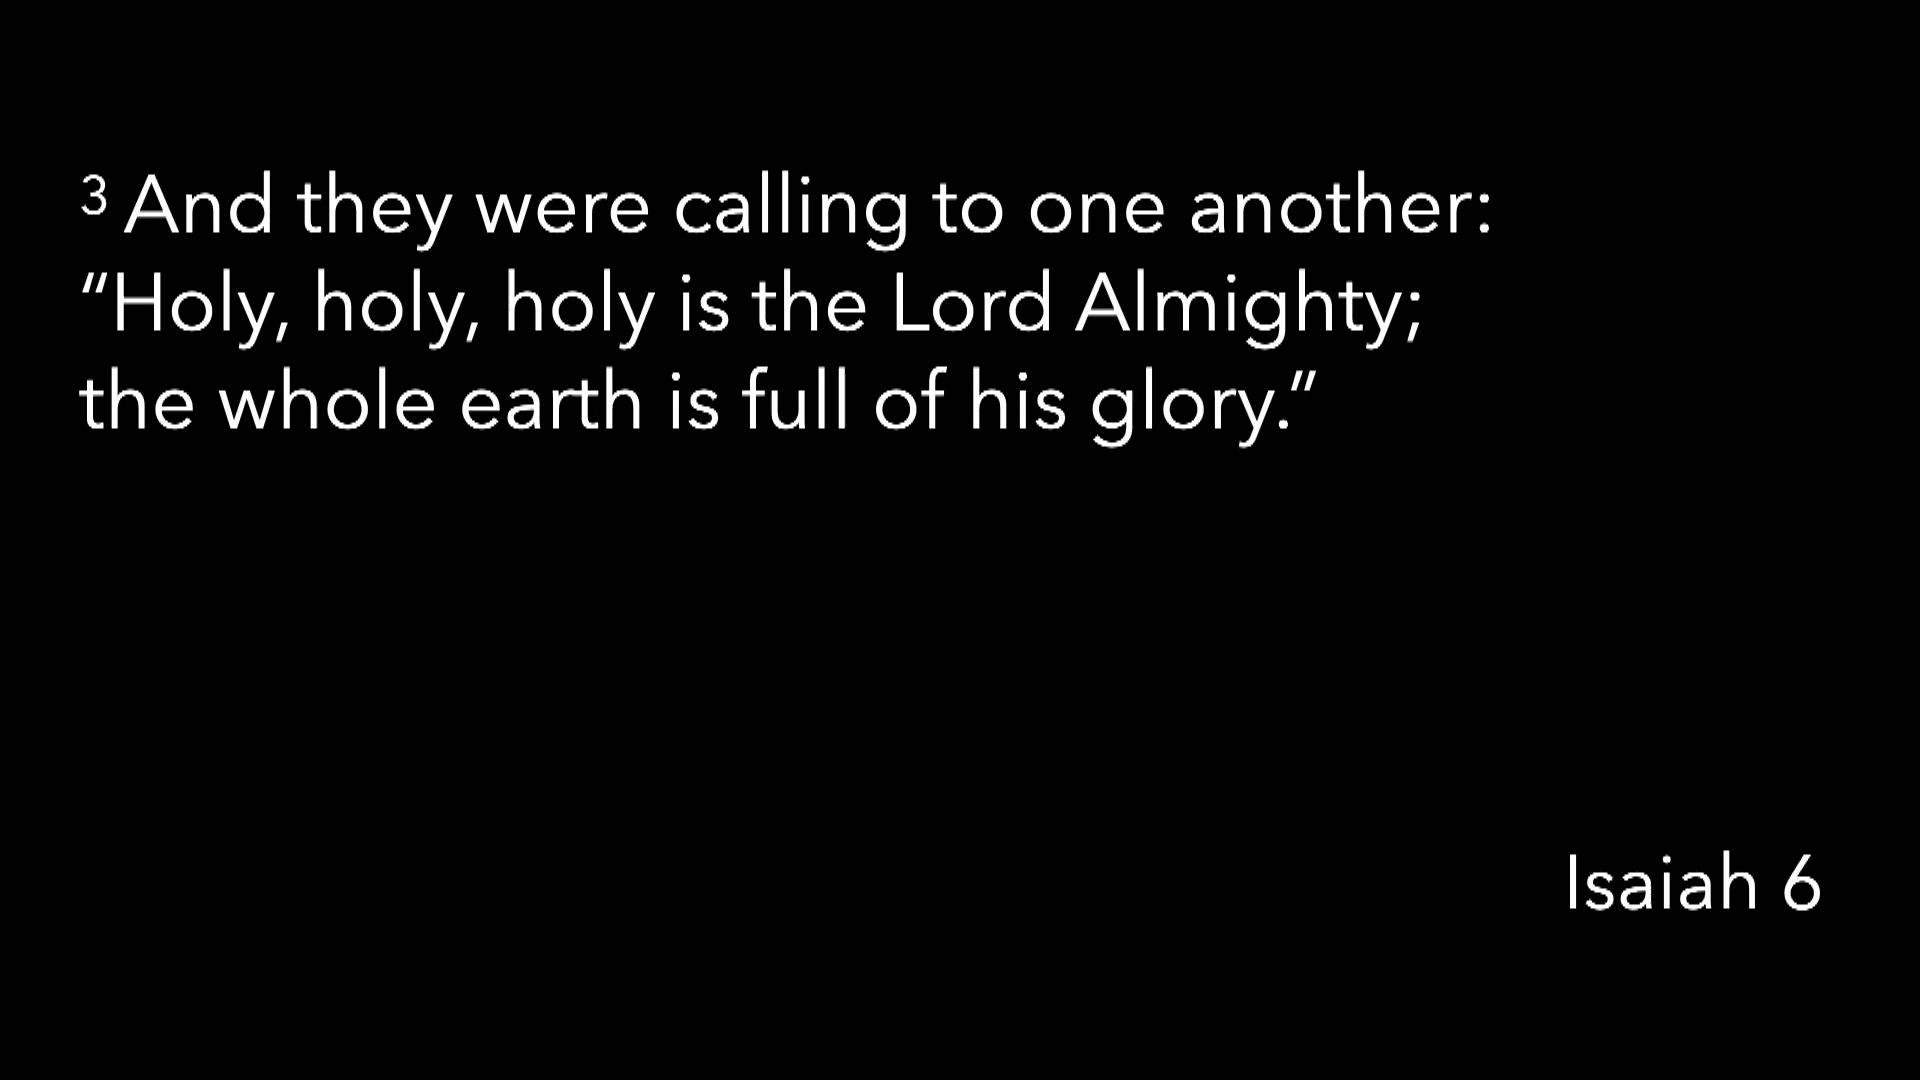 ³ And they were calling to one another:
“Holy, holy, holy is the Lord Almighty;
the whole earth is full of his glory.”
Isaiah 6